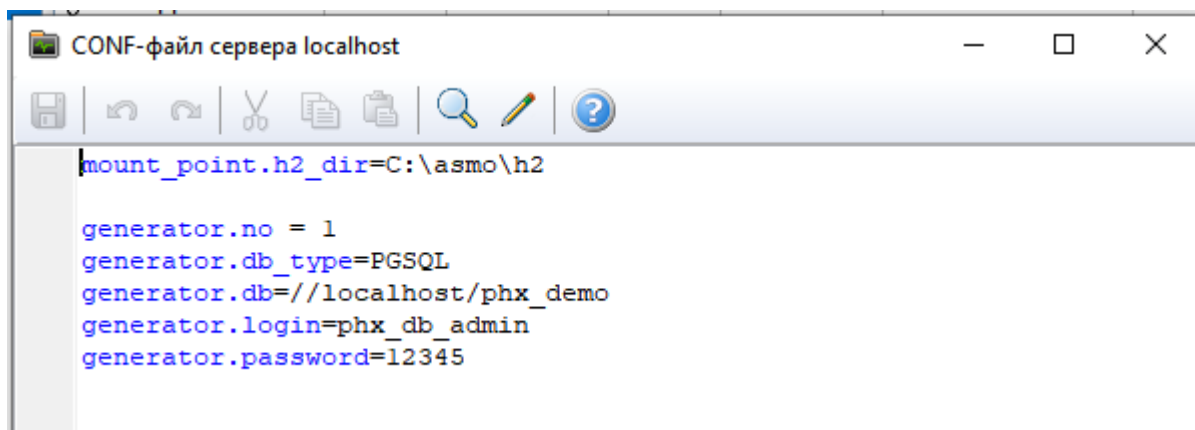 CONF-файл сервера localhost
mount_point.h2_dir=C:\asmo\h2
generator.no = 1
generator.db_type=PGSQL
generator.db=//localhost/phx_demo
generator.login=phx_db_admin
generator.password=12345